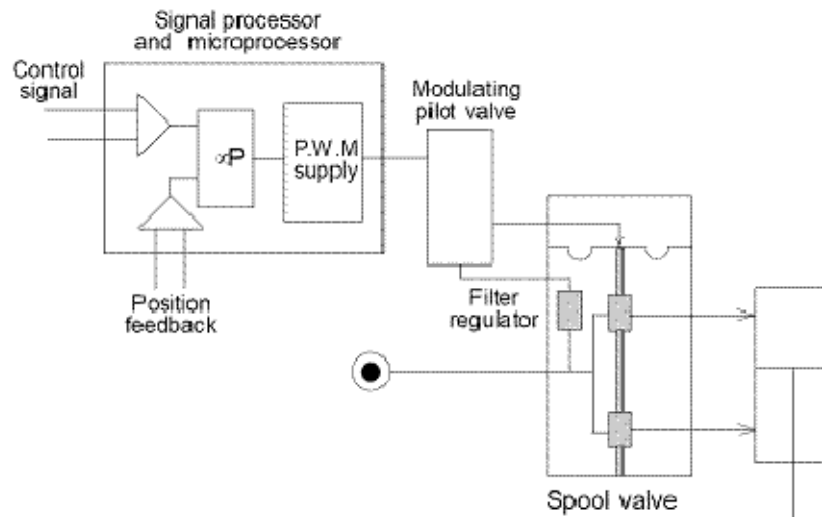 Signal processor
and microprocessor
Control
signal
Modulating
pilot valve
∝P
P.W.M
supply
Position
feedback
Filter
regulator
Spool valve